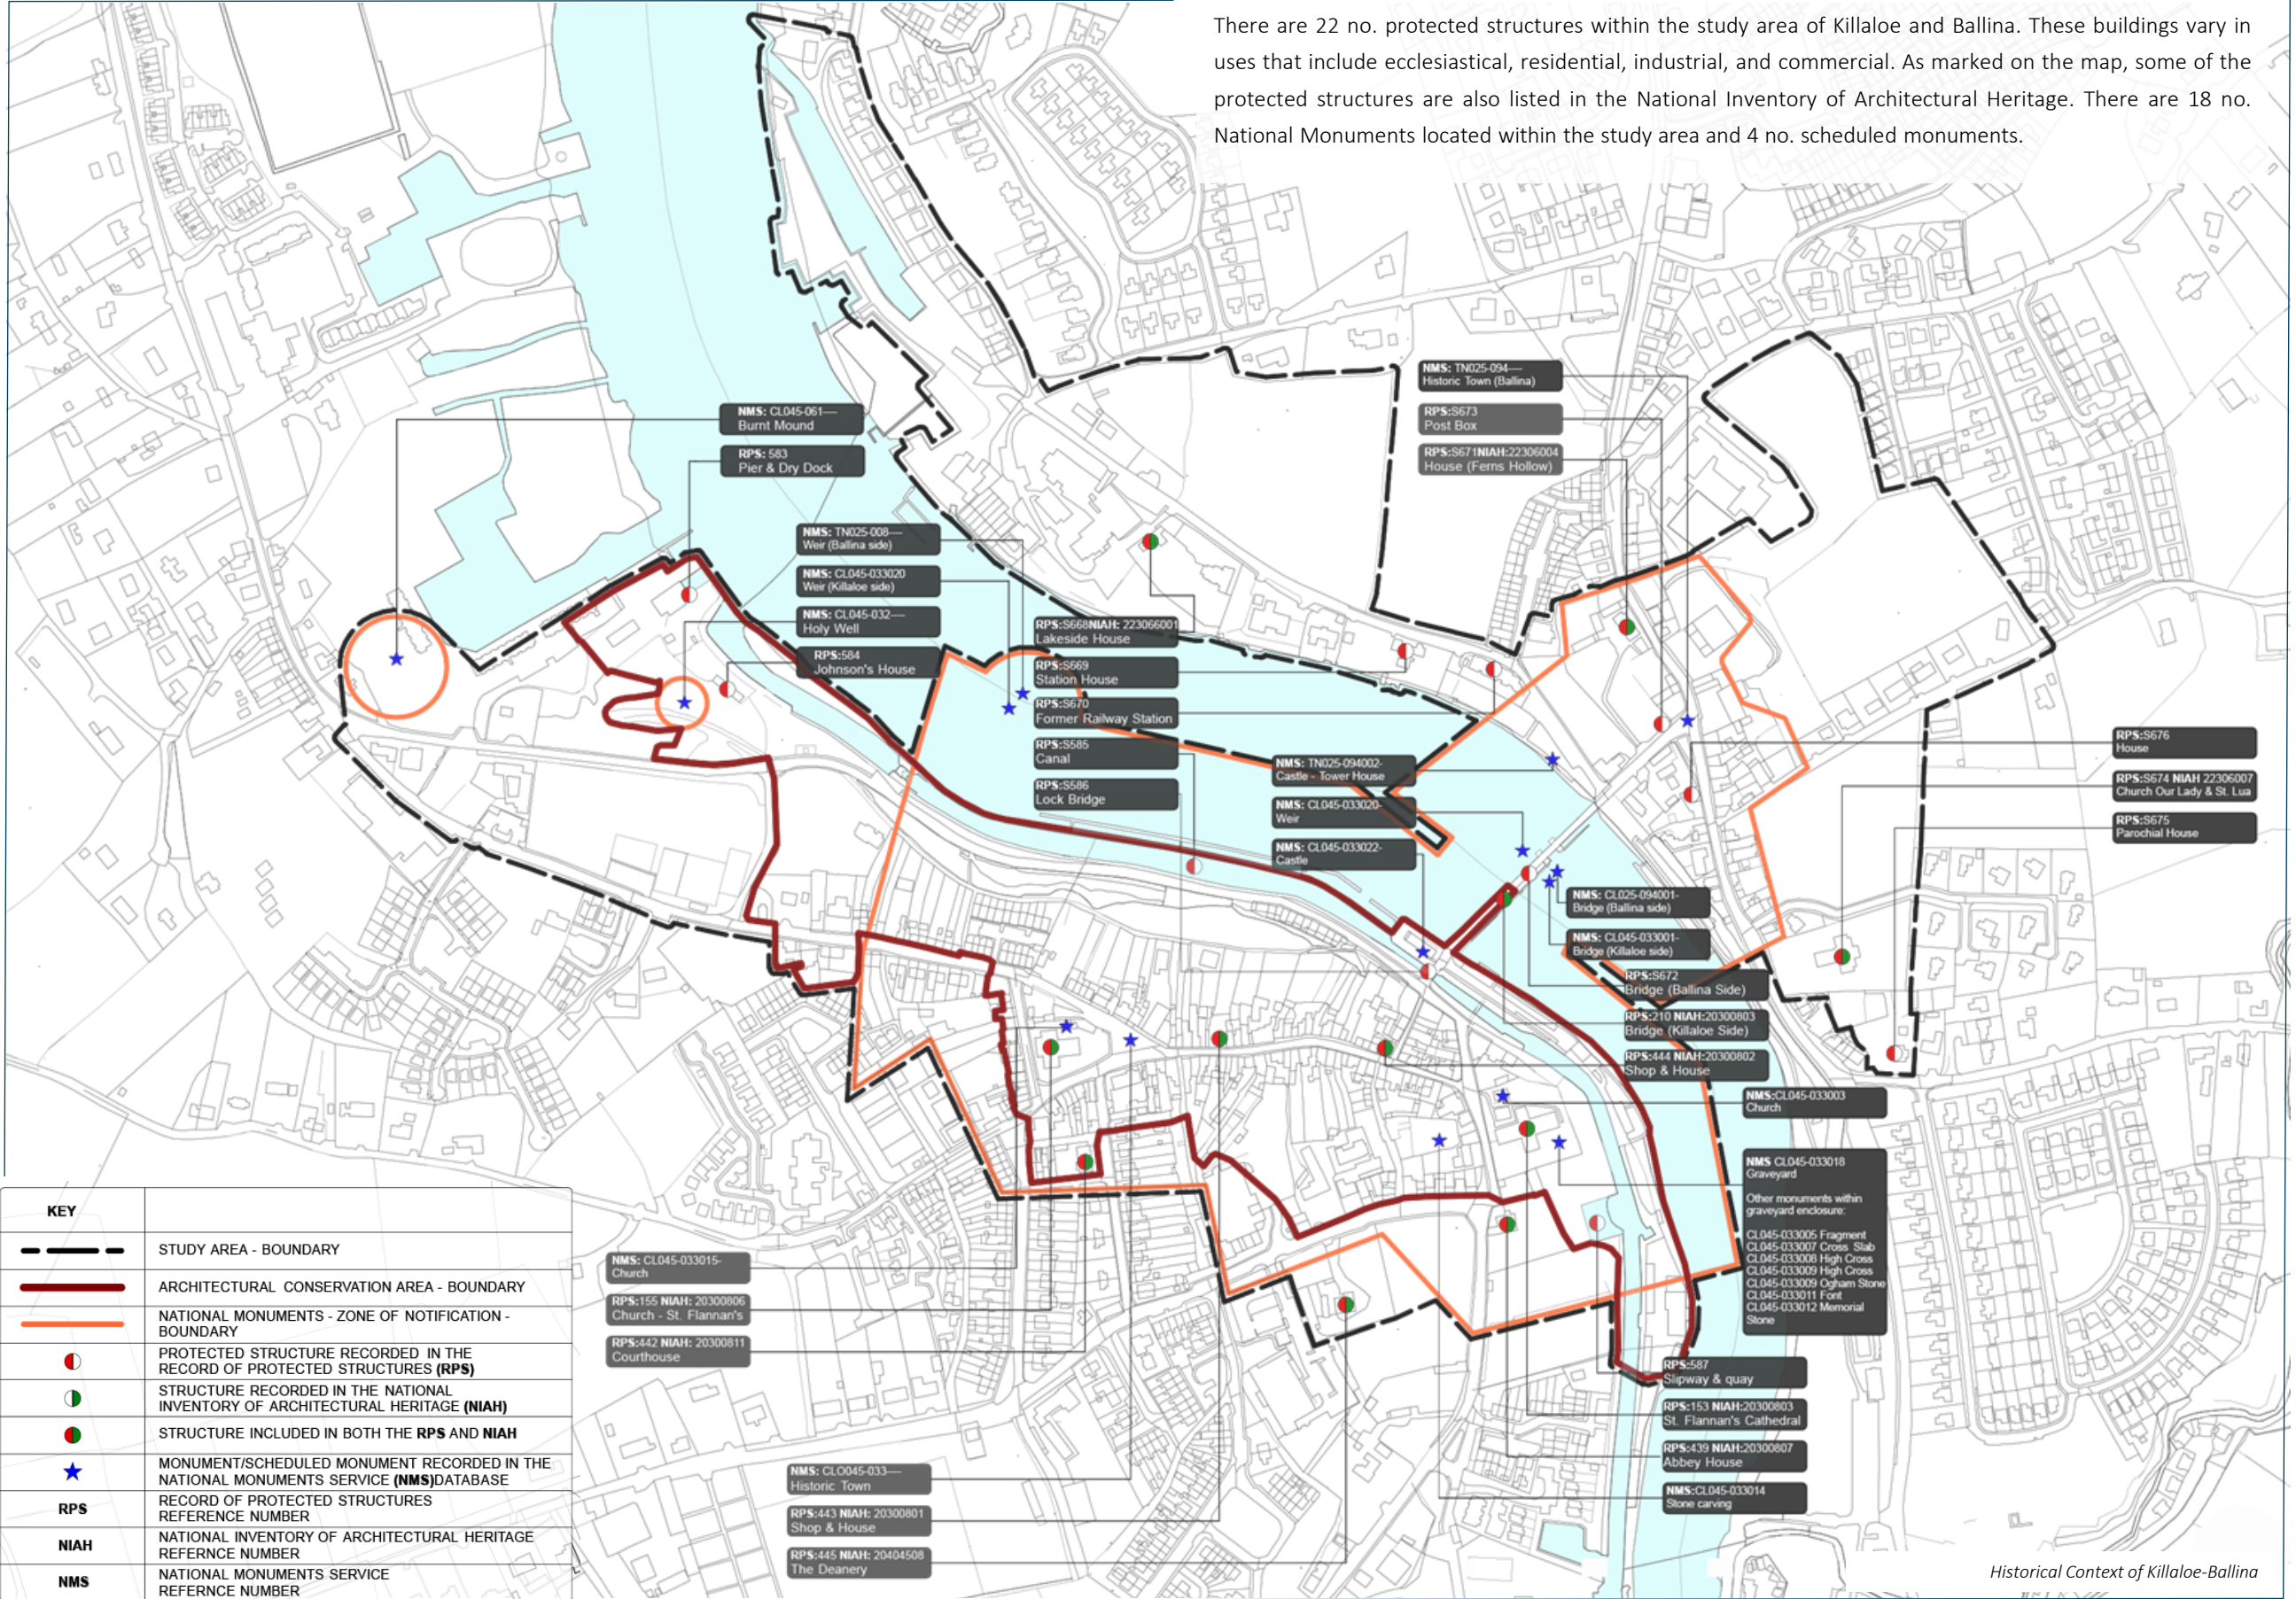 There are 22 no. protected structures within the study area of Killaloe and Ballina. These buildings vary in
uses that include ecclesiastical, residential, industrial, and commercial. As marked on the map, some of the
protected structures are also listed in the National Inventory of Architectural Heritage. There are 18 no.
National Monuments located within the study area and 4 no. scheduled monuments.
NMS: TN025-094----
Historic Town (Ballina)
RPS:S673
Post Box
RPS:S671NIAH:22306004
House (Ferns Hollow)
NMS: CL045-061----
Burnt Mound
RPS: 583
Pier & Dry Dock
NMS: TN025-008----
Weir (Ballina side)
NMS: CL045-033020
Weir (Killaloe side)
NMS: CL045-032----
Holy Well
RPS:584
Johnson's House
RPS:S668NIAH: 223066001
Lakeside House
RPS:S669
Station House
RPS:S670
Former Railway Station
RPS:S585
Canal
RPS:S586
Lock Bridge
NMS: TN025-094002-
Castle - Tower House
NMS: CL045-033020-
Weir
NMS: CL045-033022-
Castle
RPS:S676
House
RPS:S674 NIAH 22306007
Church Our Lady & St. Lua
RPS:S675
Parochial House
NMS: CL025-094001-
Bridge (Ballina side)
NMS: CL045-033001-
Bridge (Killaloe side)
RPS:S672
Bridge (Ballina Side)
RPS:210 NIAH:20300803
Bridge (Killaloe Side)
RPS:444 NIAH:20300802
Shop & House
NMS:CL045-033003
Church
NMS CL045-033018
Graveyard
Other monuments within
graveyard enclosure:
CL045-033005 Fragment
CL045-033007 Cross Slab
CL045-033008 High Cross
CL045-033009 High Cross
CL045-033009 Ogham Stone
CL045-033011 Font
CL045-033012 Memorial
Stone
RPS:587
Slipway & quay
RPS:153 NIAH:20300803
St. Flannan's Cathedral
RPS:439 NIAH:20300807
Abbey House
NMS:CL045-033014
Stone carving
NMS: CL045-033015-
Church
RPS:155 NIAH: 20300806
Church - St. Flannan's
RPS:442 NIAH: 20300811
Courthouse
NMS: CLO045-033----
Historic Town
RPS:443 NIAH: 20300801
Shop & House
RPS:445 NIAH: 20404508
The Deanery
KEY
STUDY AREA - BOUNDARY
ARCHITECTURAL CONSERVATION AREA - BOUNDARY
NATIONAL MONUMENTS - ZONE OF NOTIFICATION -
BOUNDARY
PROTECTED STRUCTURE RECORDED IN THE
RECORD OF PROTECTED STRUCTURES (RPS)
STRUCTURE RECORDED IN THE NATIONAL
INVENTORY OF ARCHITECTURAL HERITAGE (NIAH)
STRUCTURE INCLUDED IN BOTH THE RPS AND NIAH
MONUMENT/SCHEDULED MONUMENT RECORDED IN THE
NATIONAL MONUMENTS SERVICE (NMS)DATABASE
RPS
RECORD OF PROTECTED STRUCTURES
REFERENCE NUMBER
NIAH
NATIONAL INVENTORY OF ARCHITECTURAL HERITAGE
REFERNCE NUMBER
NMS
NATIONAL MONUMENTS SERVICE
REFERNCE NUMBER
Historical Context of Killaloe-Ballina